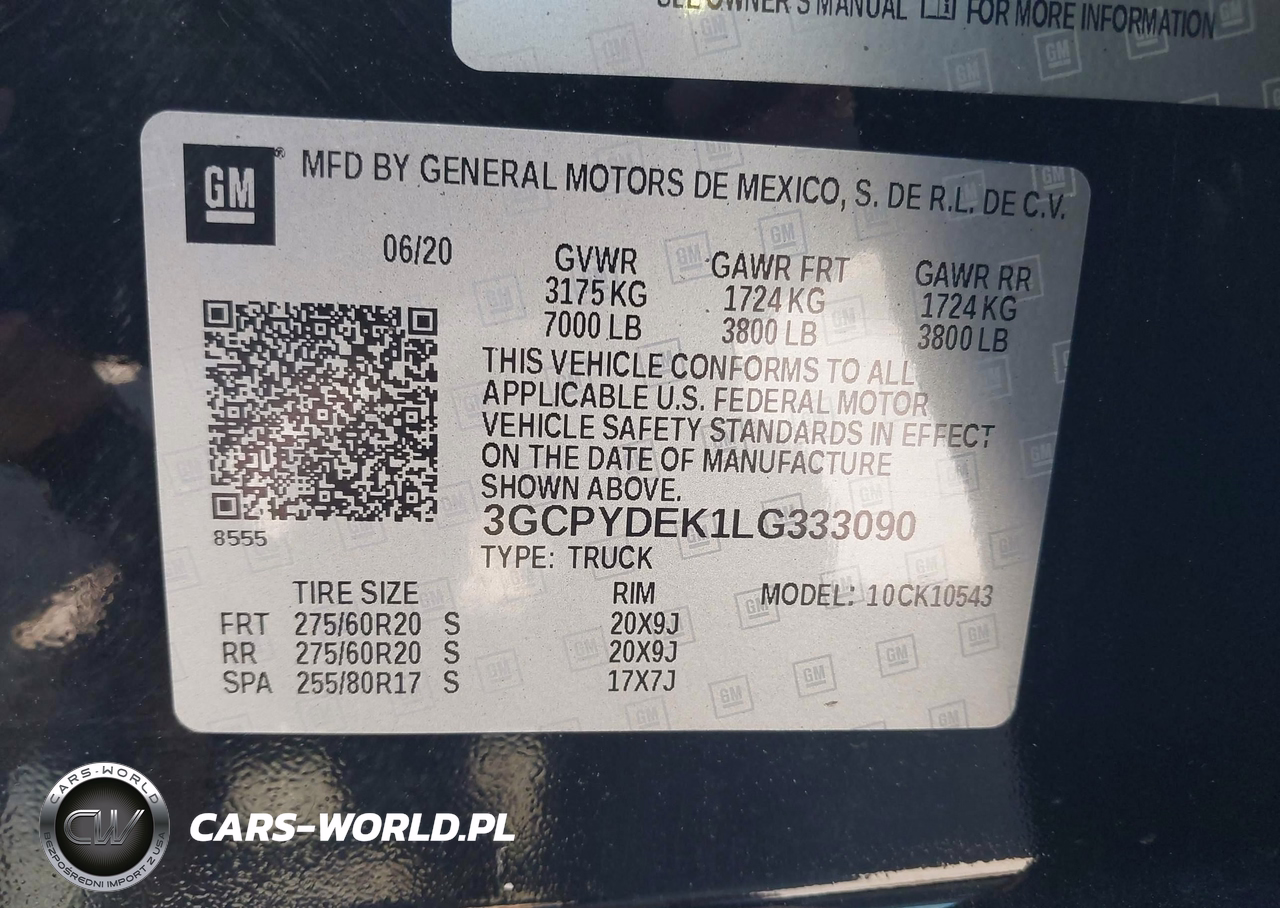 SEE OWNER'S MANUAL FOR MORE INFORMATION
GM® MFD BY GENERAL MOTORS DE MEXICO, S. DE R.L. DE C.V.
06/20
GVWR GAWR FRT GAWR RR
3175 KG 1724 KG 1724 KG
7000 LB 3800 LB 3800 LB
THIS VEHICLE CONFORMS TO ALL
APPLICABLE U.S. FEDERAL MOTOR
VEHICLE SAFETY STANDARDS IN EFFECT
ON THE DATE OF MANUFACTURE
SHOWN ABOVE.
8555
3GCPYDEK1LG333090
TYPE: TRUCK
TIRE SIZE RIM MODEL: 10CK10543
FRT 275/60R20 S 20X9J
RR 275/60R20 S 20X9J
SPA 255/80R17 S 17X7J
CARS-WORLD
CW
BEZPOŚREDNI IMPORT Z USA
CARS-WORLD.PL